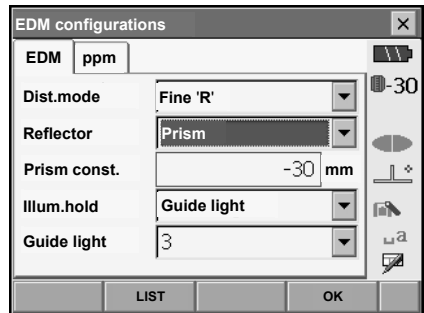 EDM configurations
EDM ppm
-30
Dist.mode Fine 'R'
Reflector Prism
Prism const. -30 mm
Illum.hold Guide light
Guide light 3
a
LIST OK